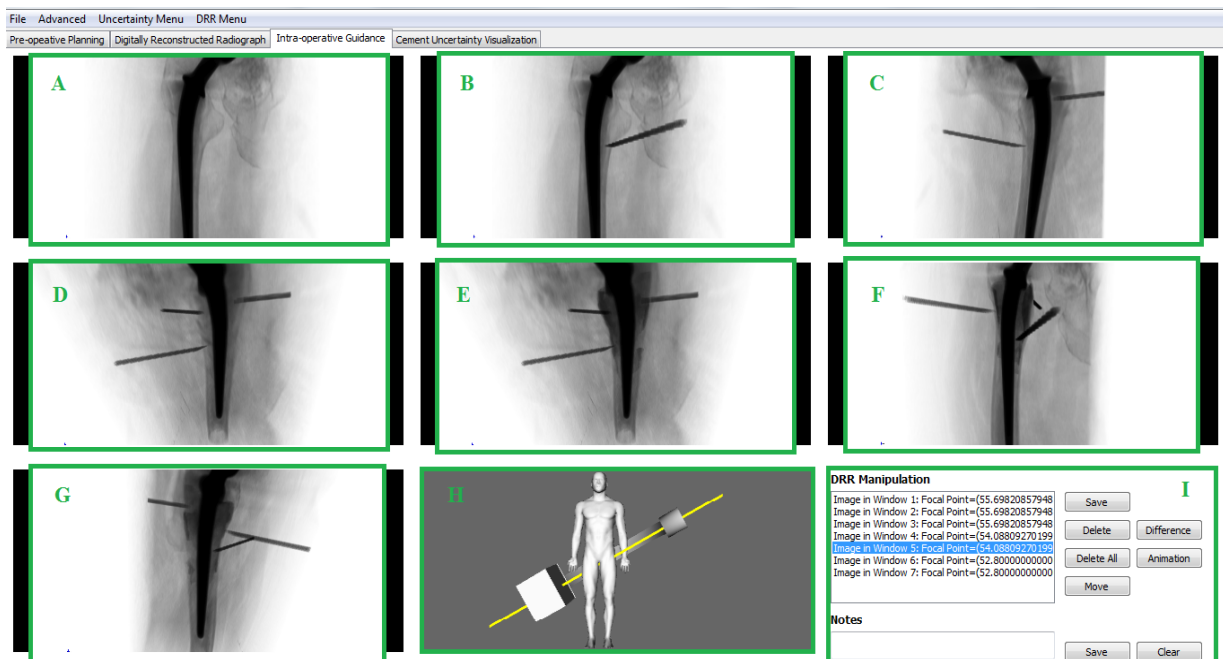 File Advanced Uncertainty Menu DRR Menu
Pre-opeative Planning Digitally Reconstructed Radiograph Intra-operative Guidance Cement Uncertainty Visualization
A
B
C
D
E
F
G
H
I
DRR Manipulation
Image in Window 1: Focal Point=(55.69820857948
Image in Window 2: Focal Point=(55.69820857948
Image in Window 3: Focal Point=(55.69820857948
Image in Window 4: Focal Point=(54.08809270199
Image in Window 5: Focal Point=(54.08809270199
Image in Window 6: Focal Point=(52.80000000000
Image in Window 7: Focal Point=(52.80000000000
Save
Delete Difference
Delete All Animation
Move
Notes
Save Clear